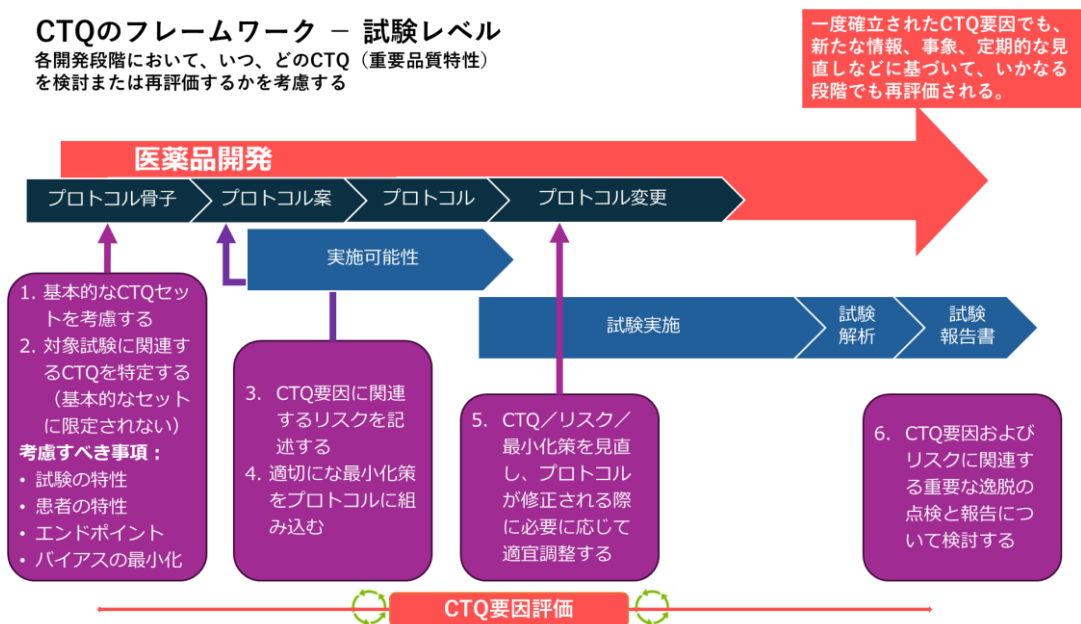 CTQのフレームワーク － 試験レベル
各開発段階において、いつ、どのCTQ（重要品質特性）
を検討または再評価するかを考慮する
一度確立されたCTQ要因でも、
新たな情報、事象、定期的な見
直しなどに基づいて、いかなる
段階でも再評価される。
医薬品開発
プロトコル骨子
プロトコル案
プロトコル
プロトコル変更
実施可能性
試験実施
試験
解析
試験
報告書
1. 基本的なCTQセッ
トを考慮する
2. 対象試験に関連す
るCTQを特定する
（基本的なセット
に限定されない）
考慮すべき事項：
• 試験の特性
• 患者の特性
• エンドポイント
• バイアスの最小化
3. CTQ要因に関連
するリスクを記
述する
4. 適切にな最小化策
をプロトコルに組
み込む
5. CTQ／リスク／
最小化策を見直
し、プロトコル
が修正される際
に必要に応じて
適宜調整する
6. CTQ要因および
リスクに関連す
る重要な逸脱の
点検と報告につ
いて検討する
CTQ要因評価